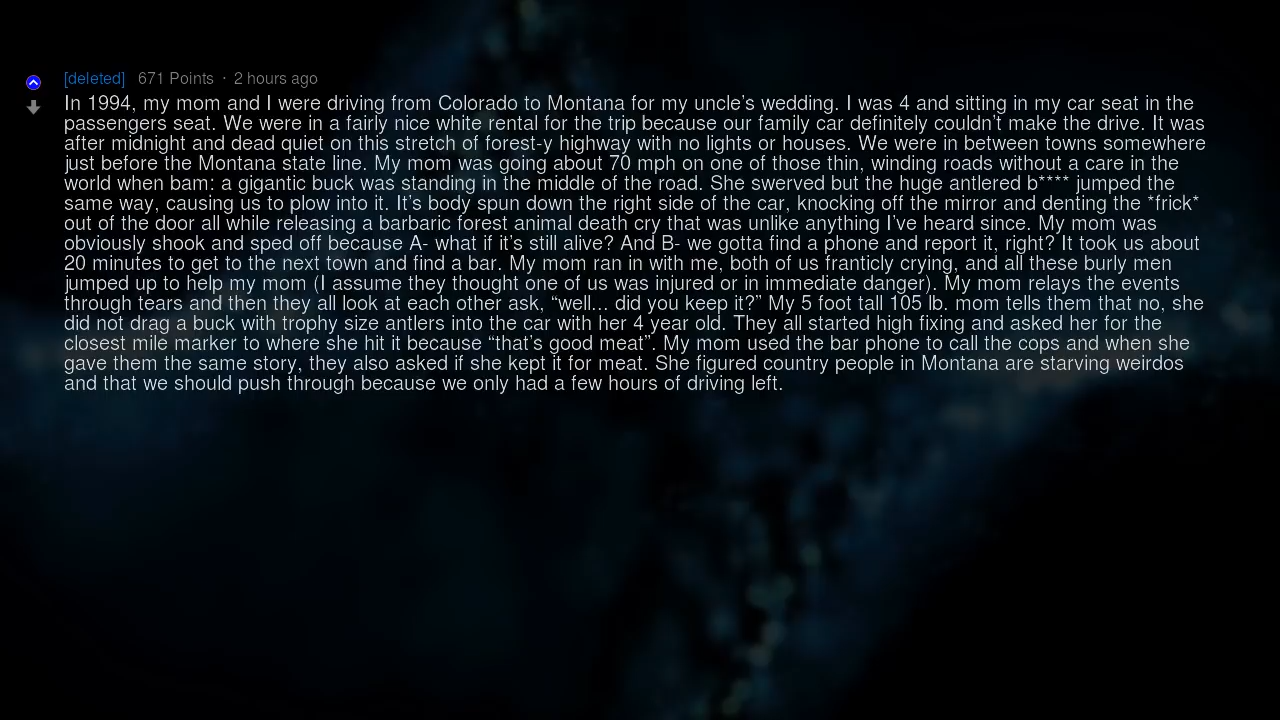 [deleted] 671 Points · 2 hours ago
In 1994, my mom and I were driving from Colorado to Montana for my uncle’s wedding. I was 4 and sitting in my car seat in the
passengers seat. We were in a fairly nice white rental for the trip because our family car definitely couldn’t make the drive. It was
after midnight and dead quiet on this stretch of forest-y highway with no lights or houses. We were in between towns somewhere
just before the Montana state line. My mom was going about 70 mph on one of those thin, winding roads without a care in the
world when bam: a gigantic buck was standing in the middle of the road. She swerved but the huge antlered b**** jumped the
same way, causing us to plow into it. It’s body spun down the right side of the car, knocking off the mirror and denting the *frick*
out of the door all while releasing a barbaric forest animal death cry that was unlike anything I’ve heard since. My mom was
obviously shook and sped off because A- what if it’s still alive? And B- we gotta find a phone and report it, right? It took us about
20 minutes to get to the next town and find a bar. My mom ran in with me, both of us franticly crying, and all these burly men
jumped up to help my mom (I assume they thought one of us was injured or in immediate danger). My mom relays the events
through tears and then they all look at each other ask, “well... did you keep it?” My 5 foot tall 105 lb. mom tells them that no, she
did not drag a buck with trophy size antlers into the car with her 4 year old. They all started high fixing and asked her for the
closest mile marker to where she hit it because “that’s good meat”. My mom used the bar phone to call the cops and when she
gave them the same story, they also asked if she kept it for meat. She figured country people in Montana are starving weirdos
and that we should push through because we only had a few hours of driving left.